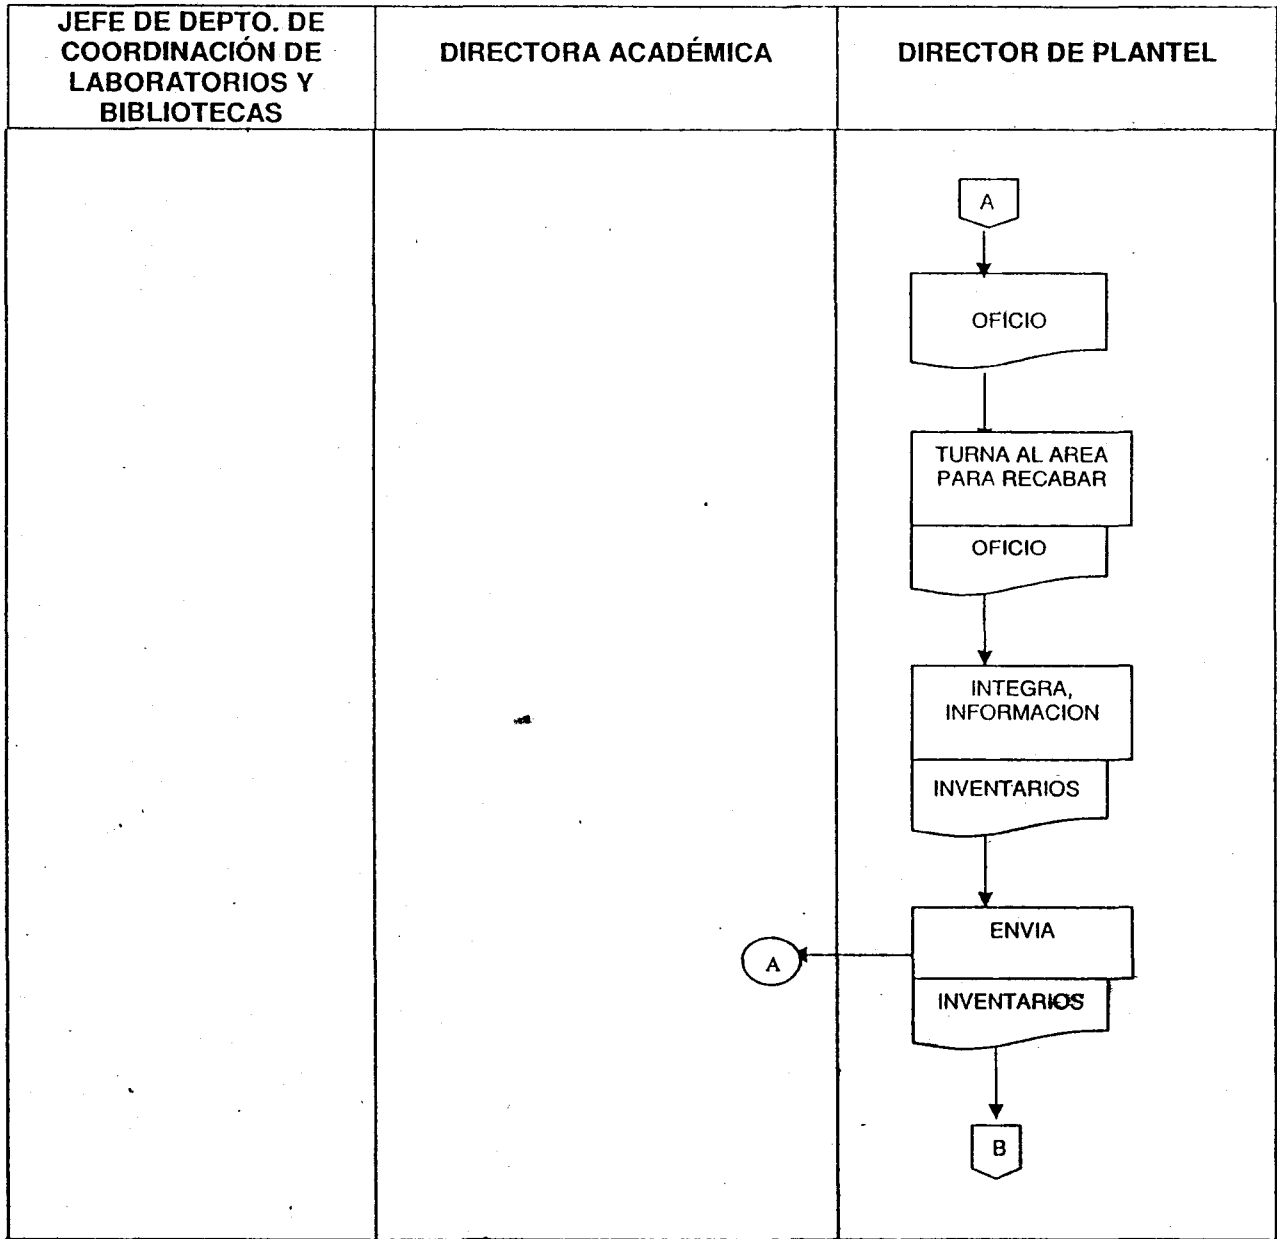 JEFE DE DEPTO. DE
COORDINACIÓN DE
LABORATORIOS Y
BIBLIOTECAS
DIRECTORA ACADÉMICA
DIRECTOR DE PLANTEL
A
OFICIO
TURNA AL AREA
PARA RECABAR
OFICIO
INTEGRA,
INFORMACION
INVENTARIOS
ENVIA
A
INVENTARIOS
B